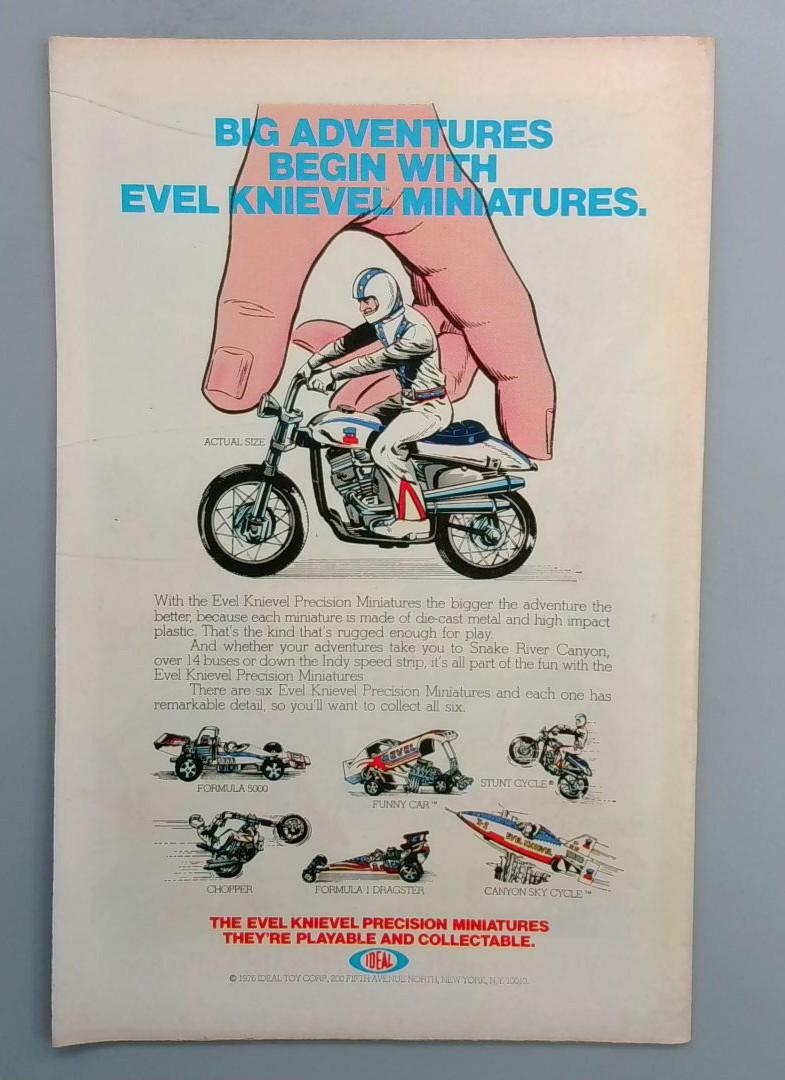 BIG ADVENTURES
BEGIN WITH
EVEL KNIEVEL™ MINIATURES.
ACTUAL SIZE
With the Evel Knievel Precision Miniatures the bigger the adventure the
better, because each miniature is made of die-cast metal and high impact
plastic. That's the kind that's rugged enough for play.
And whether your adventures take you to Snake River Canyon,
over 14 buses or down the Indy speed strip, it's all part of the fun with the
Evel Knievel Precision Miniatures
There are six Evel Knievel Precision Miniatures and each one has
remarkable detail, so you'll want to collect all six.
EVEL
FORMULA 5000
FUNNY CAR™
STUNT CYCLE®
X-2
EVEL KNIEVEL
CHOPPER
FORMULA 1 DRAGSTER
CANYON SKY CYCLE™
THE EVEL KNIEVEL PRECISION MINIATURES
THEY'RE PLAYABLE AND COLLECTABLE.
IDEAL
© 1976 IDEAL TOY CORP., 200 FIFTH AVENUE NORTH, NEW YORK, N.Y. 10010.